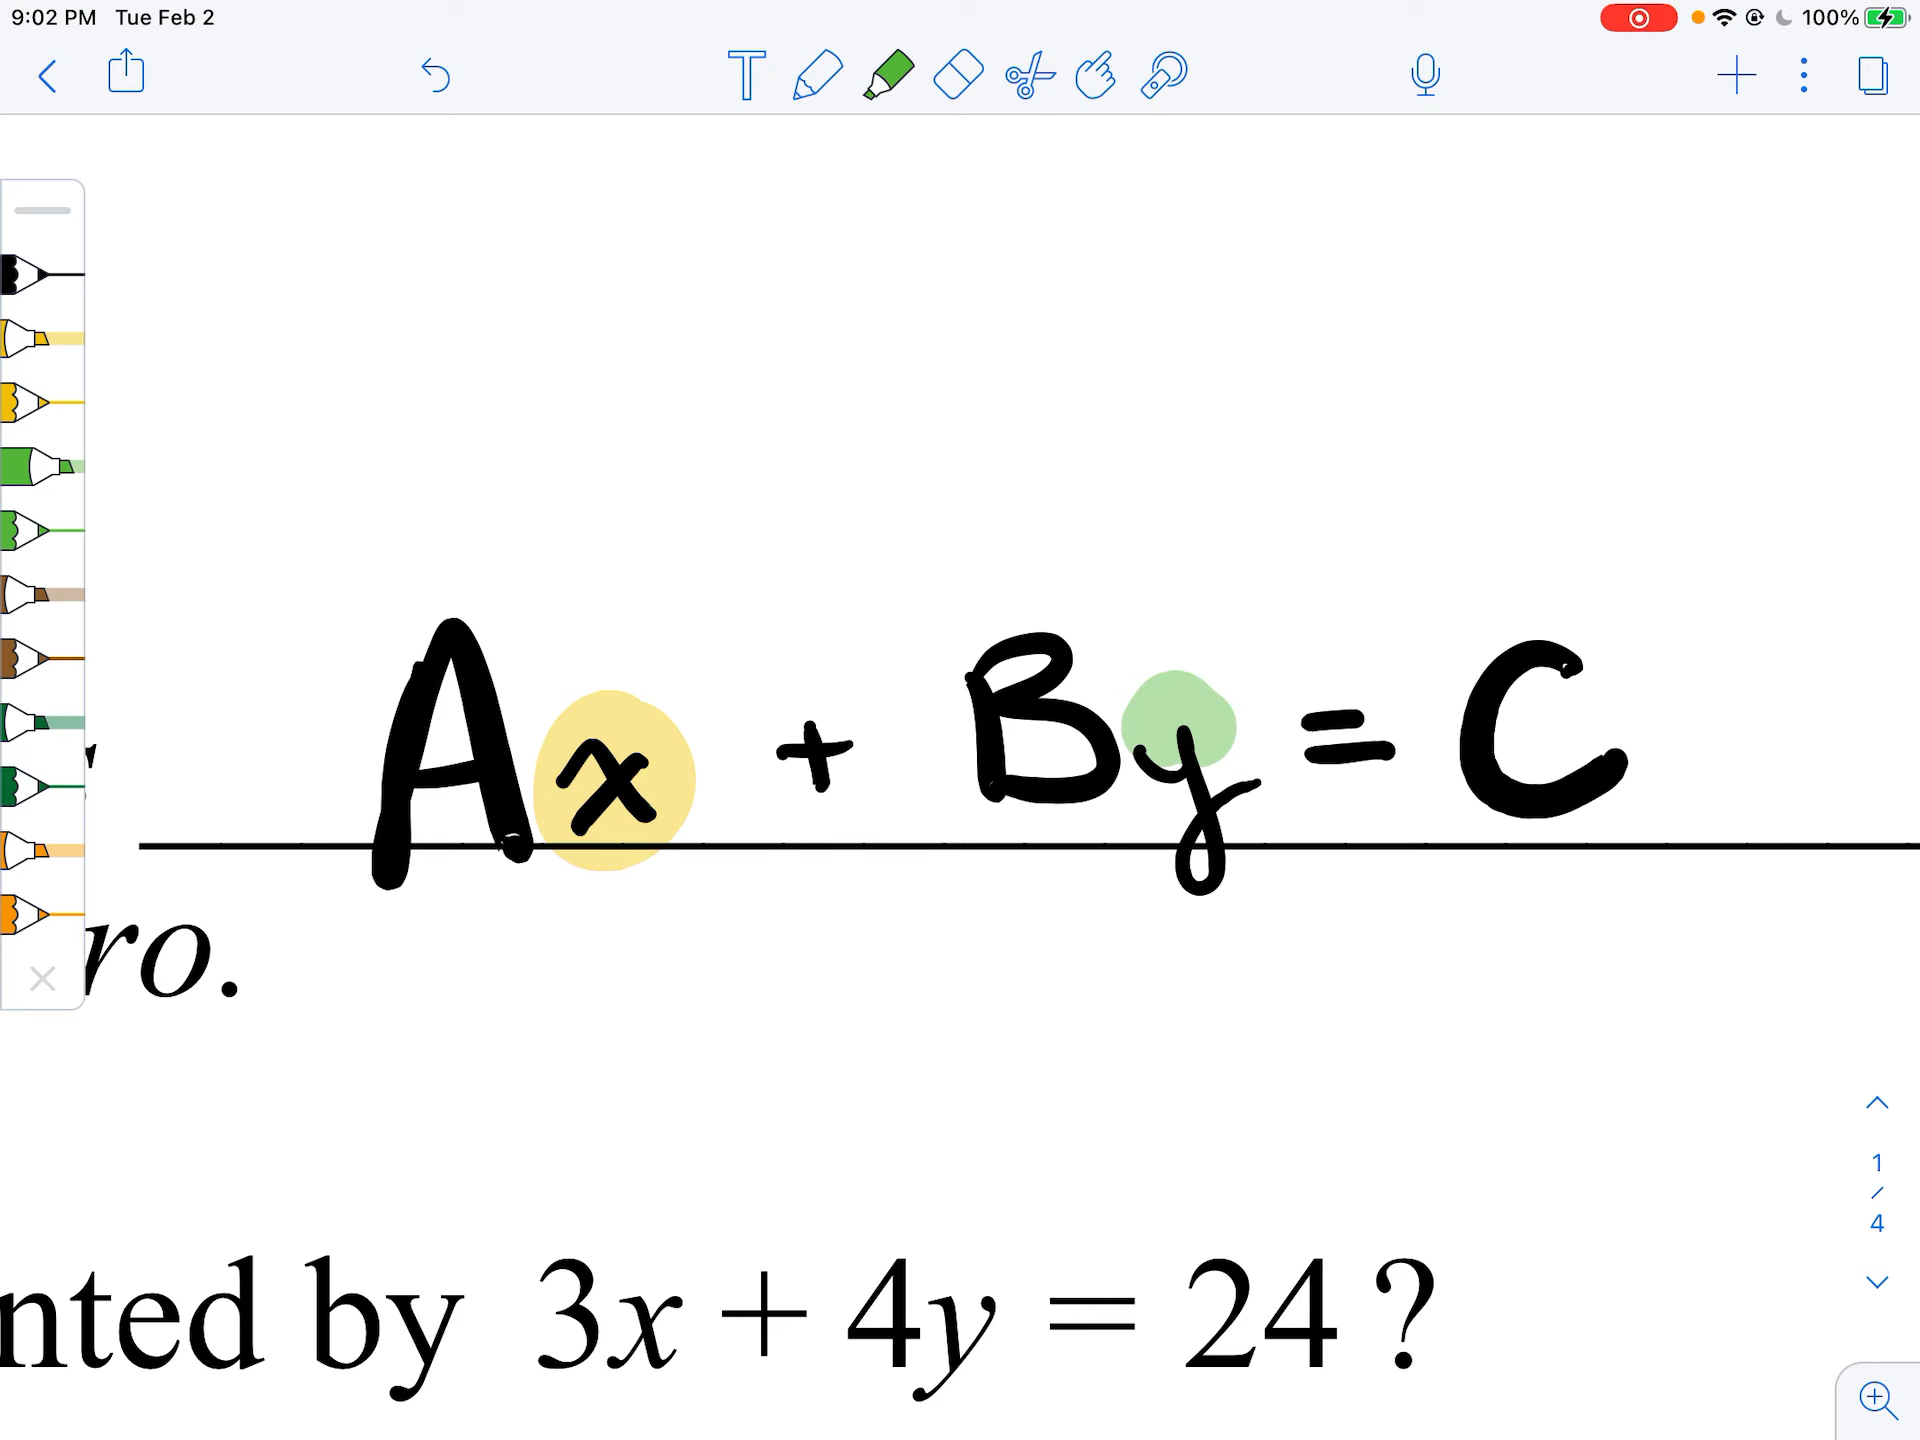 9:02 PM Tue Feb 2
100%
Ax + By = C
ro.
1
/
4
nted by 3x + 4y = 24 ?